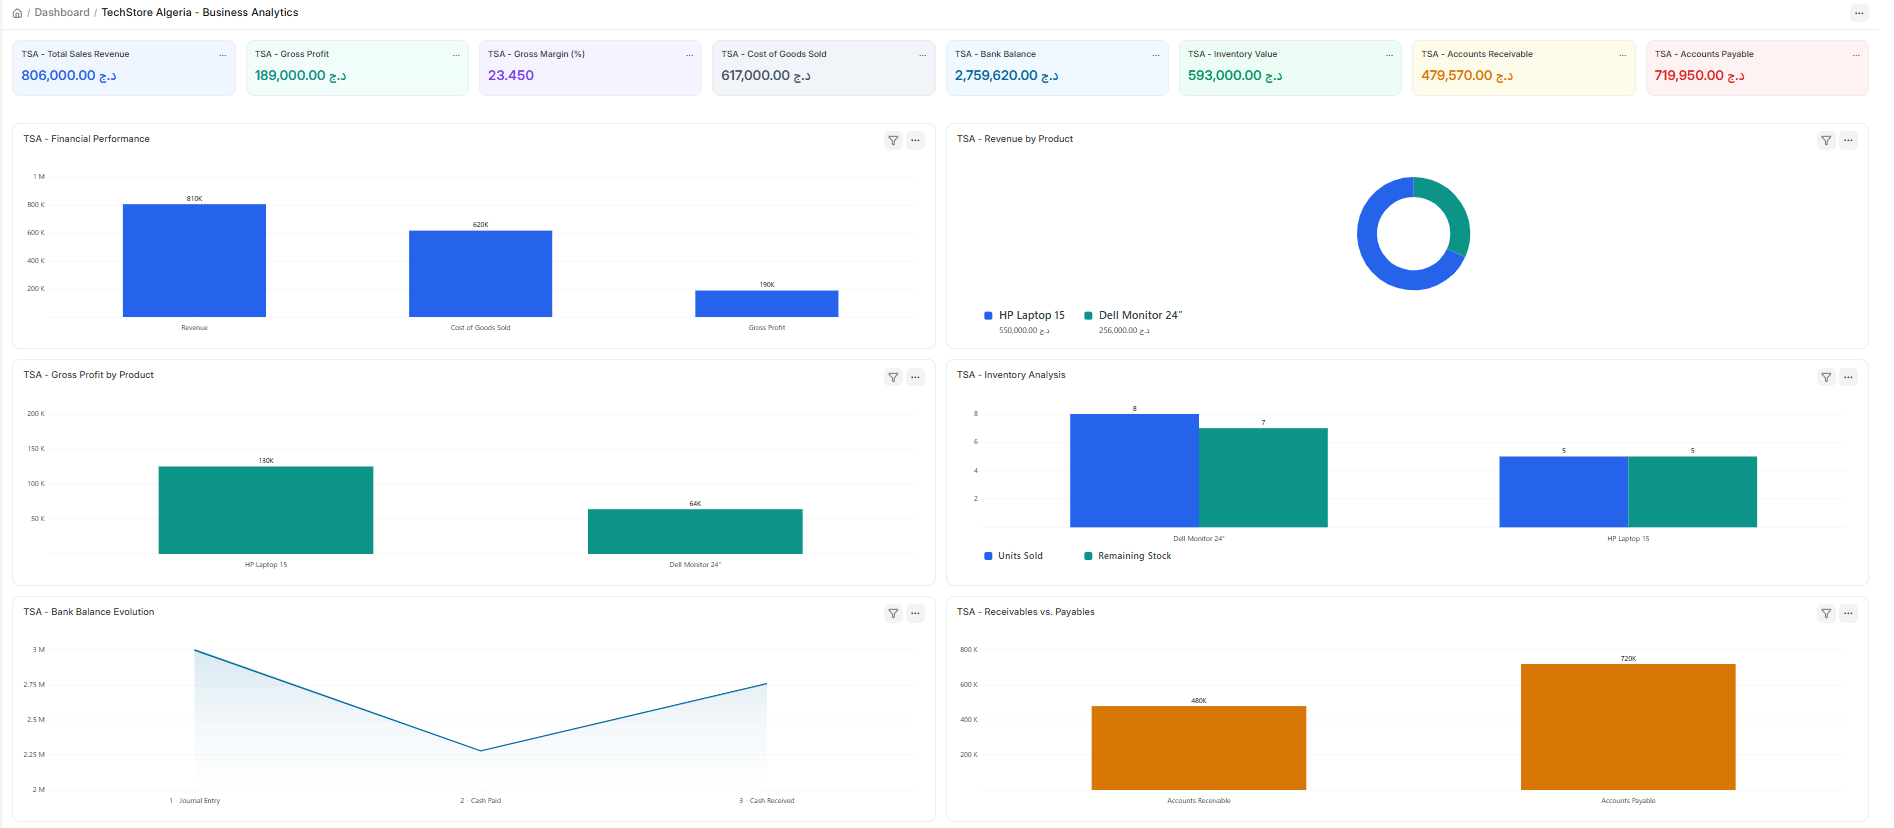 / Dashboard / TechStore Algeria - Business Analytics
TSA - Total Sales Revenue
806,000.00 د.ج
TSA - Gross Profit
189,000.00 د.ج
TSA - Gross Margin (%)
23.450
TSA - Cost of Goods Sold
617,000.00 د.ج
TSA - Bank Balance
2,759,620.00 د.ج
TSA - Inventory Value
593,000.00 د.ج
TSA - Accounts Receivable
479,570.00 د.ج
TSA - Accounts Payable
719,950.00 د.ج
TSA - Financial Performance
1 M
800 K
600 K
400 K
200 K
810K
620K
190K
Revenue
Cost of Goods Sold
Gross Profit
TSA - Revenue by Product
HP Laptop 15
550,000.00 د.ج
Dell Monitor 24"
256,000.00 د.ج
TSA - Gross Profit by Product
200 K
150 K
100 K
50 K
130K
64K
HP Laptop 15
Dell Monitor 24"
TSA - Inventory Analysis
8
6
4
2
8
7
5
5
Dell Monitor 24"
HP Laptop 15
Units Sold
Remaining Stock
TSA - Bank Balance Evolution
3 M
2.75 M
2.5 M
2.25 M
2 M
1 - Journal Entry
2 - Cash Paid
3 - Cash Received
TSA - Receivables vs. Payables
800 K
600 K
400 K
200 K
480K
720K
Accounts Receivable
Accounts Payable